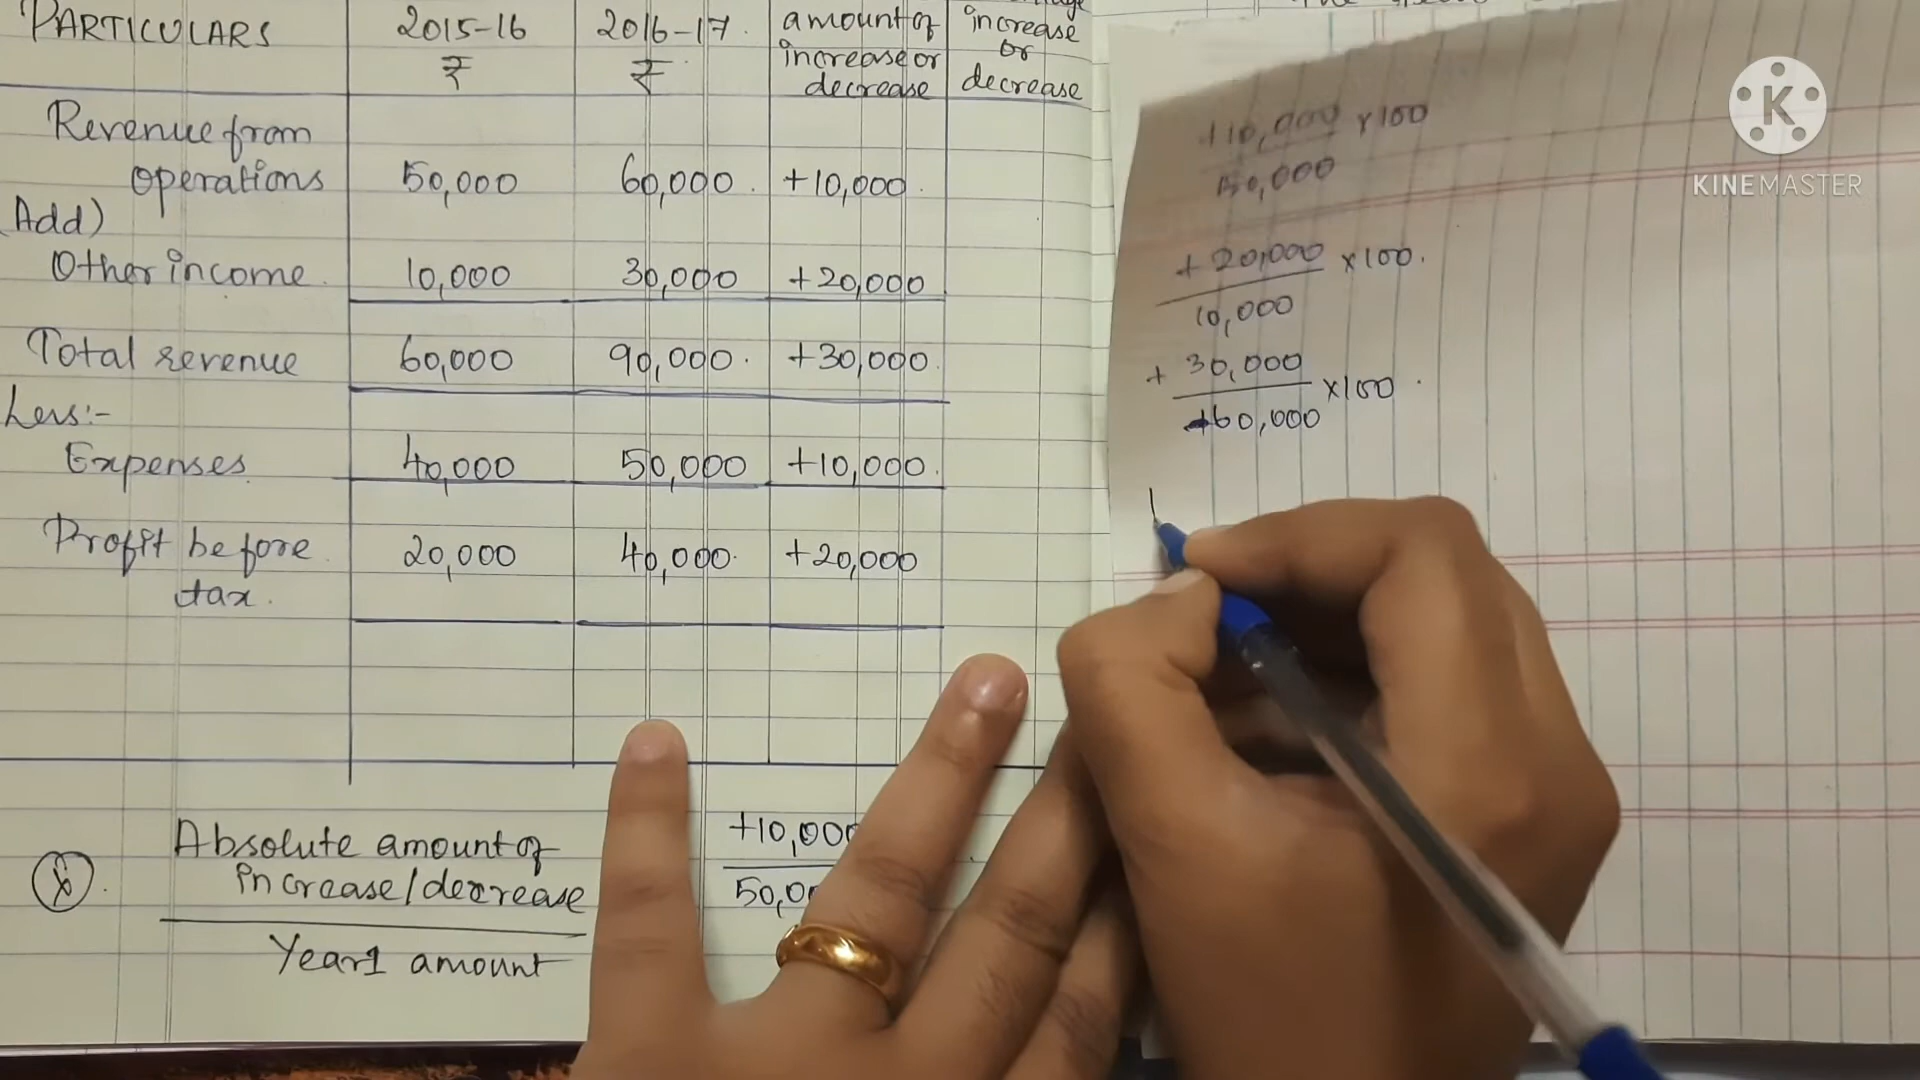 PARTICULARS
2015-16
₹
2016-17.
₹
amount of
increase or
decrease
increase
or
decrease
Revenue from
operations
50,000
60,000.
+10,000.
(Add)
Other income.
10,000
30,000
+20,000
Total revenue
60,000
90,000.
+30,000.
Less:-
Expenses.
40,000
50,000
+10,000.
Profit before
tax.
20,000
40,000.
+20,000
Absolute amount of
increase/decrease
Year1 amount
+10,000
+10,000 x100
50,000
+20,000 x100.
10,000
+ 30,000 x100.
60,000
KINEMASTER